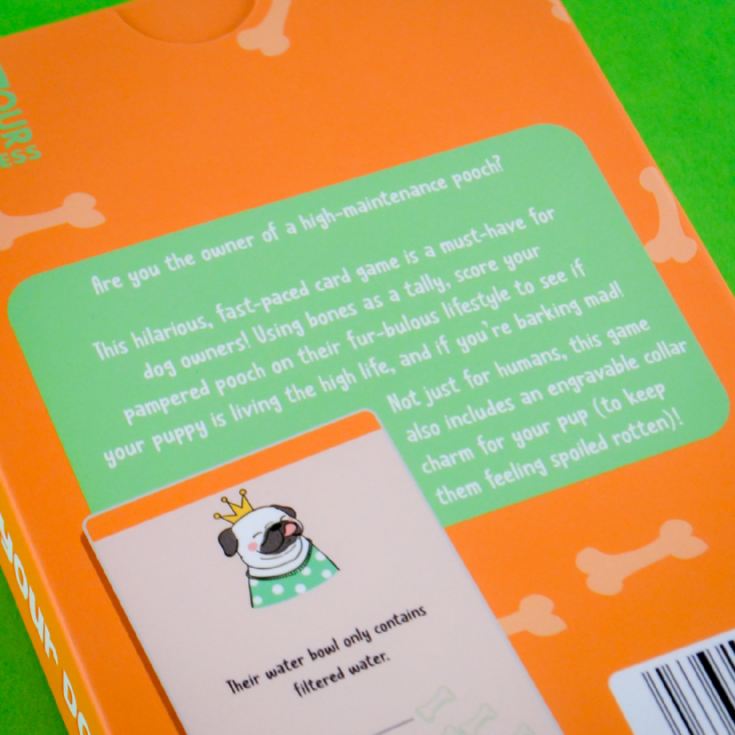 OUR
ESS
Are you the owner of a high-maintenance pooch?
This hilarious, fast-paced card game is a must-have for
dog owners! Using bones as a tally, score your
pampered pooch on their fur-bulous lifestyle to see if
your puppy is living the high life, and if you're barking mad!
Not just for humans, this game
also includes an engravable collar
charm for your pup (to keep
them feeling spoiled rotten)!
Their water bowl only contains
filtered water.
your DO